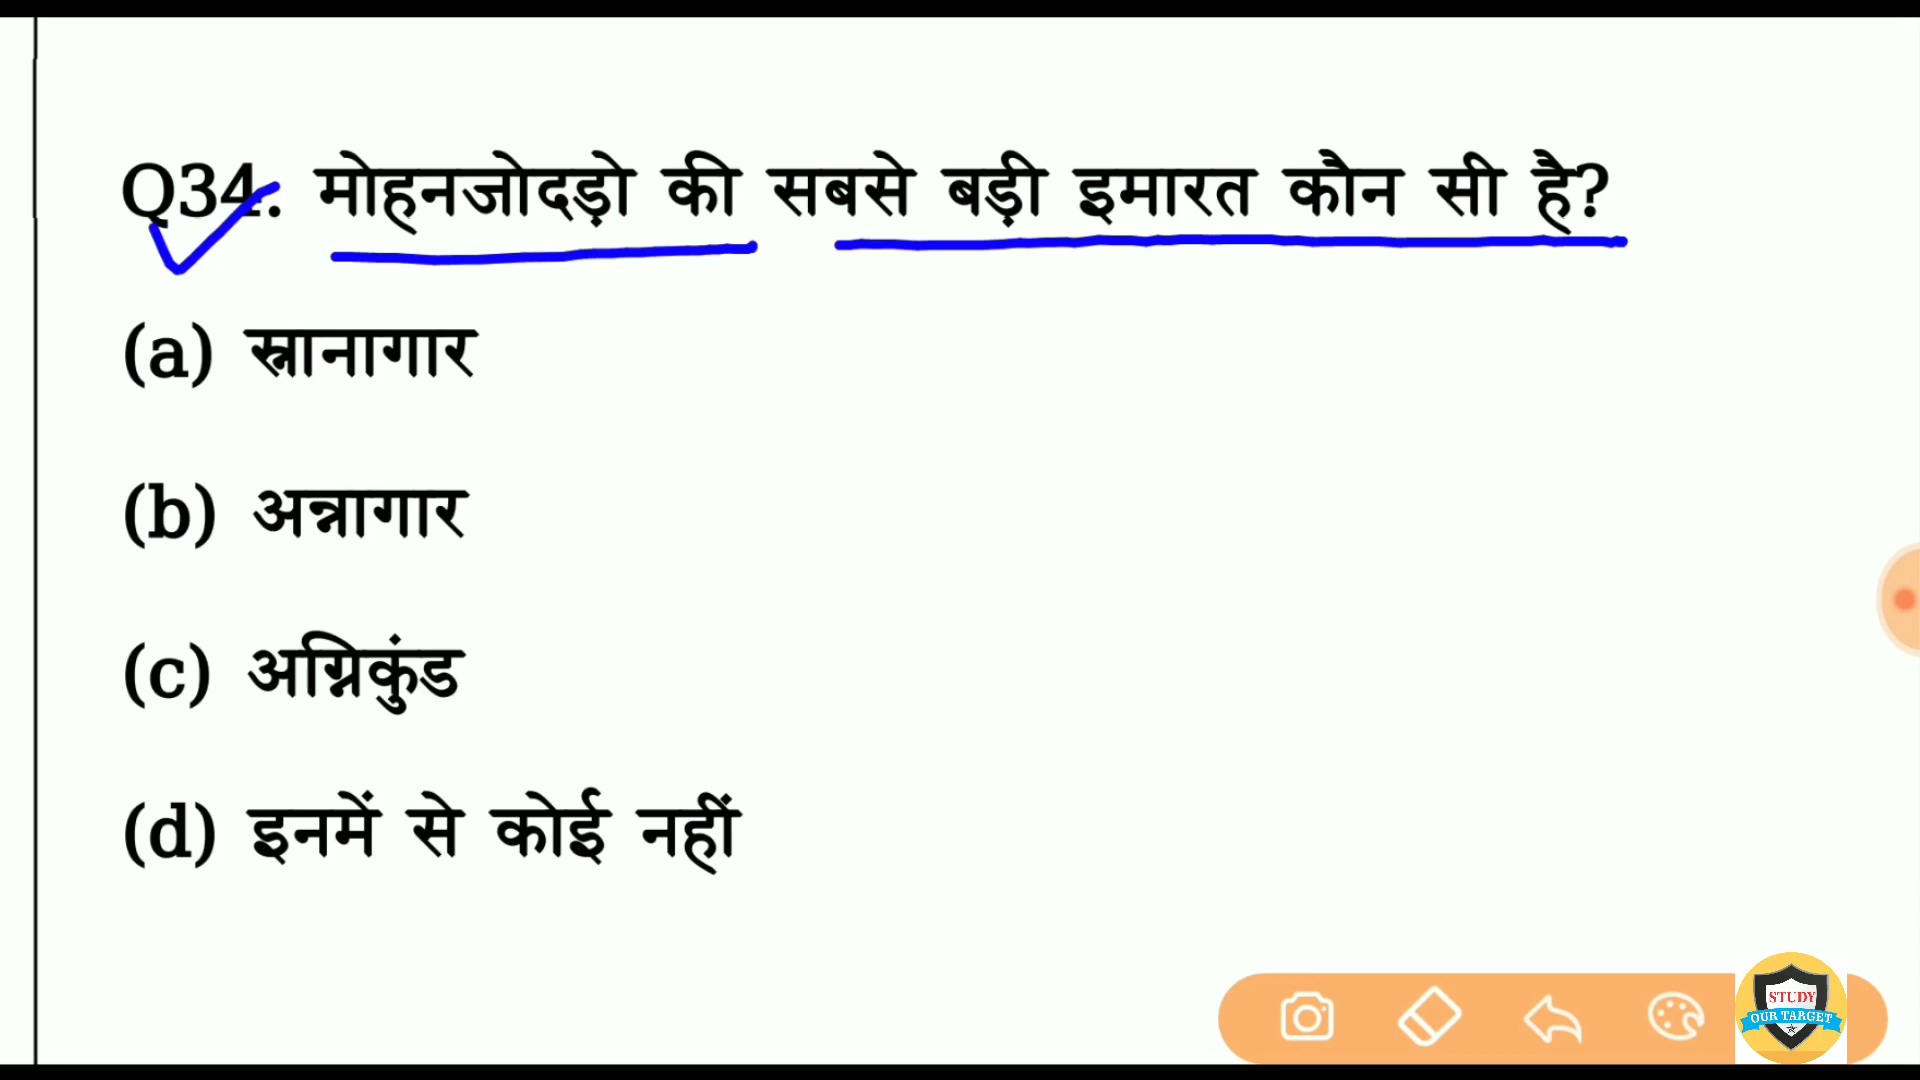 Q34. मोहनजोदड़ो की सबसे बड़ी इमारत कौन सी है?
(a) स्नानागार
(b) अन्नागार
(c) अग्निकुंड
(d) इनमें से कोई नहीं
STUDY
OUR TARGET